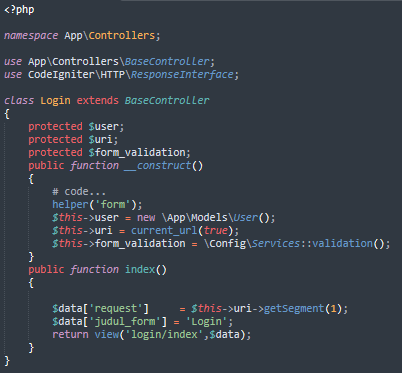 <?php
namespace App\Controllers;
use App\Controllers\BaseController;
use CodeIgniter\HTTP\ResponseInterface;
class Login extends BaseController
{
protected $user;
protected $uri;
protected $form_validation;
public function __construct()
{
# code...
helper('form');
$this->user = new \App\Models\User();
$this->uri = current_url(true);
$this->form_validation = \Config\Services::validation();
}
public function index()
{
$data['request'] = $this->uri->getSegment(1);
$data['judul_form'] = 'Login';
return view('login/index',$data);
}
}